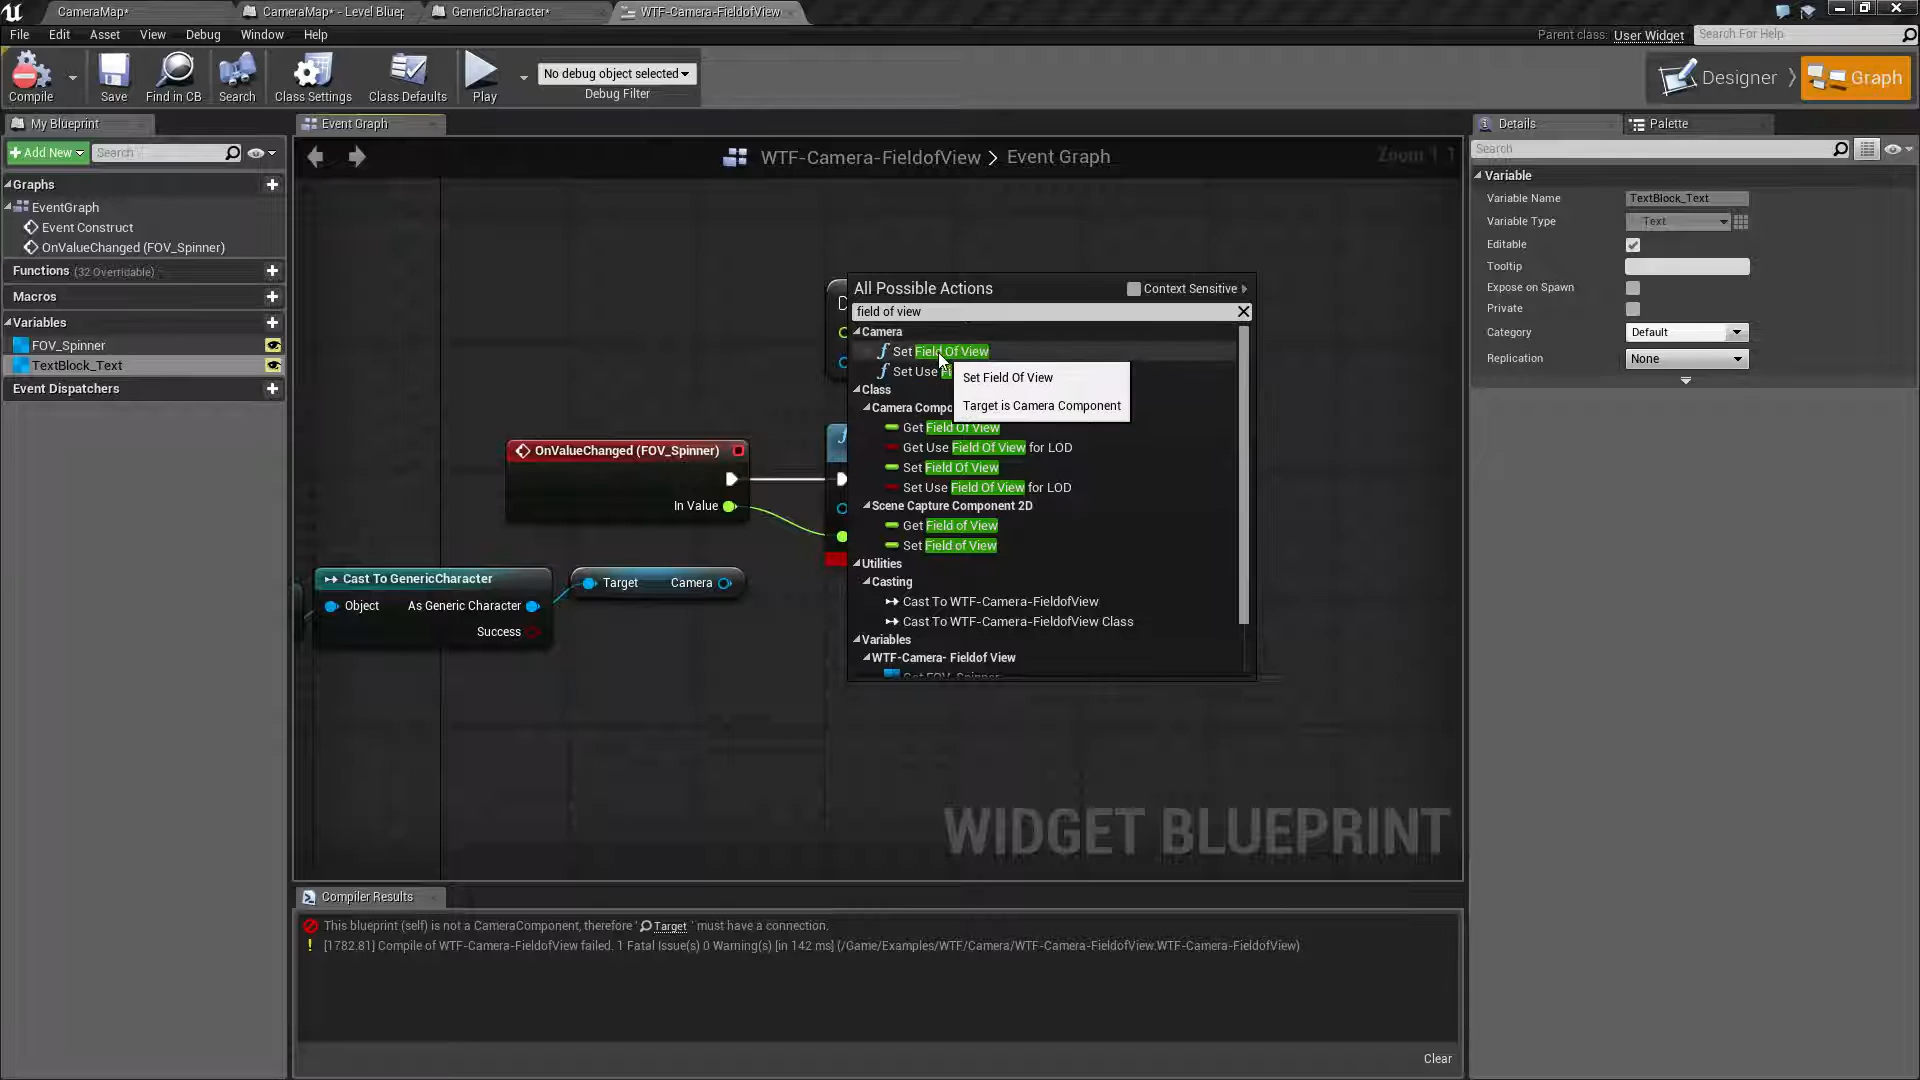 CameraMap*
CameraMap* - Level Bluep
GenericCharacter*
WTF-Camera-FieldofView
File Edit Asset View Debug Window Help
Parent class: User Widget
Search For Help
Compile
Save
Find in CB
Search
Class Settings
Class Defaults
Play
No debug object selected
Debug Filter
Designer
Graph
My Blueprint
Event Graph
Details
Palette
Add New
Search
WTF-Camera-FieldofView > Event Graph
Zoom 1:1
Search
Graphs
EventGraph
Event Construct
OnValueChanged (FOV_Spinner)
Functions (32 Overridable)
Macros
Variables
FOV_Spinner
TextBlock_Text
Event Dispatchers
All Possible Actions
Context Sensitive
field of view
Camera
Set Field Of View
Set Use
Set Field Of View
Target is Camera Component
Class
Camera Compo
Get Field Of View
Get Use Field Of View for LOD
Set Field Of View
Set Use Field Of View for LOD
Scene Capture Component 2D
Get Field of View
Set Field of View
Utilities
Casting
Cast To WTF-Camera-FieldofView
Cast To WTF-Camera-FieldofView Class
Variables
WTF-Camera- Fieldof View
Get FOV_Spinner
OnValueChanged (FOV_Spinner)
In Value
Cast To GenericCharacter
Object
As Generic Character
Success
Target
Camera
WIDGET BLUEPRINT
Variable
Variable Name TextBlock_Text
Variable Type Text
Editable
Tooltip
Expose on Spawn
Private
Category Default
Replication None
Compiler Results
This blueprint (self) is not a CameraComponent, therefore ' Target ' must have a connection.
[1782.81] Compile of WTF-Camera-FieldofView failed. 1 Fatal Issue(s) 0 Warning(s) [in 142 ms] (/Game/Examples/WTF/Camera/WTF-Camera-FieldofView.WTF-Camera-FieldofView)
Clear